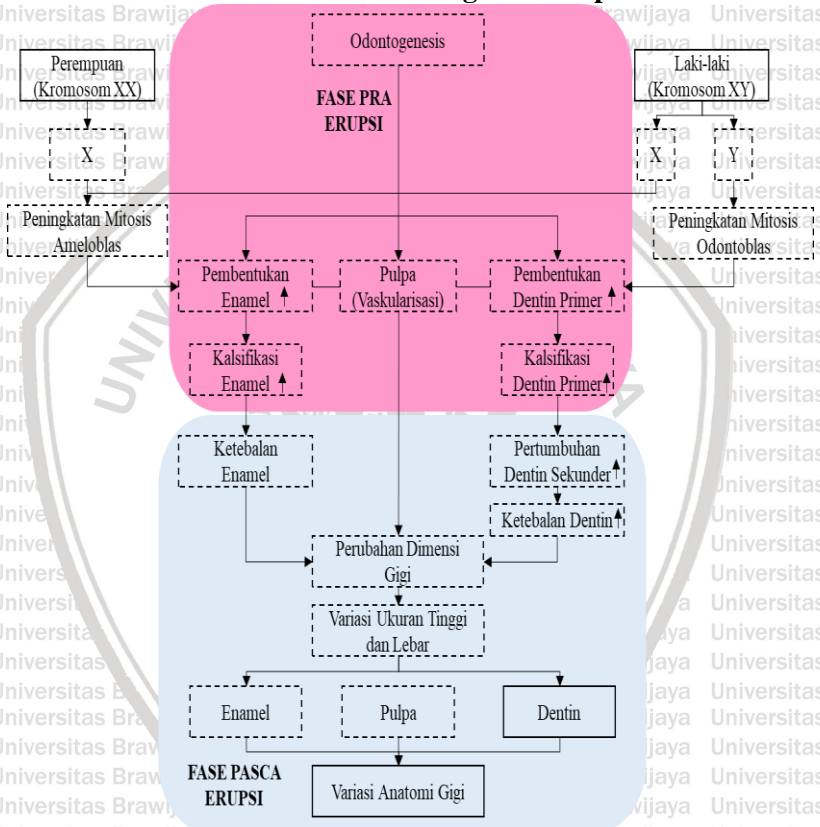 Odontogenesis
Perempuan
(Kromosom XX)
Laki-laki
(Kromosom XY)
FASE PRA
ERUPSI
X
X
Y
Peningkatan Mitosis
Ameloblas
Peningkatan Mitosis
Odontoblas
Pembentukan
Enamel ↑
Pulpa
(Vaskularisasi)
Pembentukan
Dentin Primer ↑
Kalsifikasi
Enamel ↑
Kalsifikasi
Dentin Primer ↑
Ketebalan
Enamel
Pertumbuhan
Dentin Sekunder ↑
Ketebalan Dentin ↑
Perubahan Dimensi
Gigi
Variasi Ukuran Tinggi
dan Lebar
Enamel
Pulpa
Dentin
FASE PASCA
ERUPSI
Variasi Anatomi Gigi